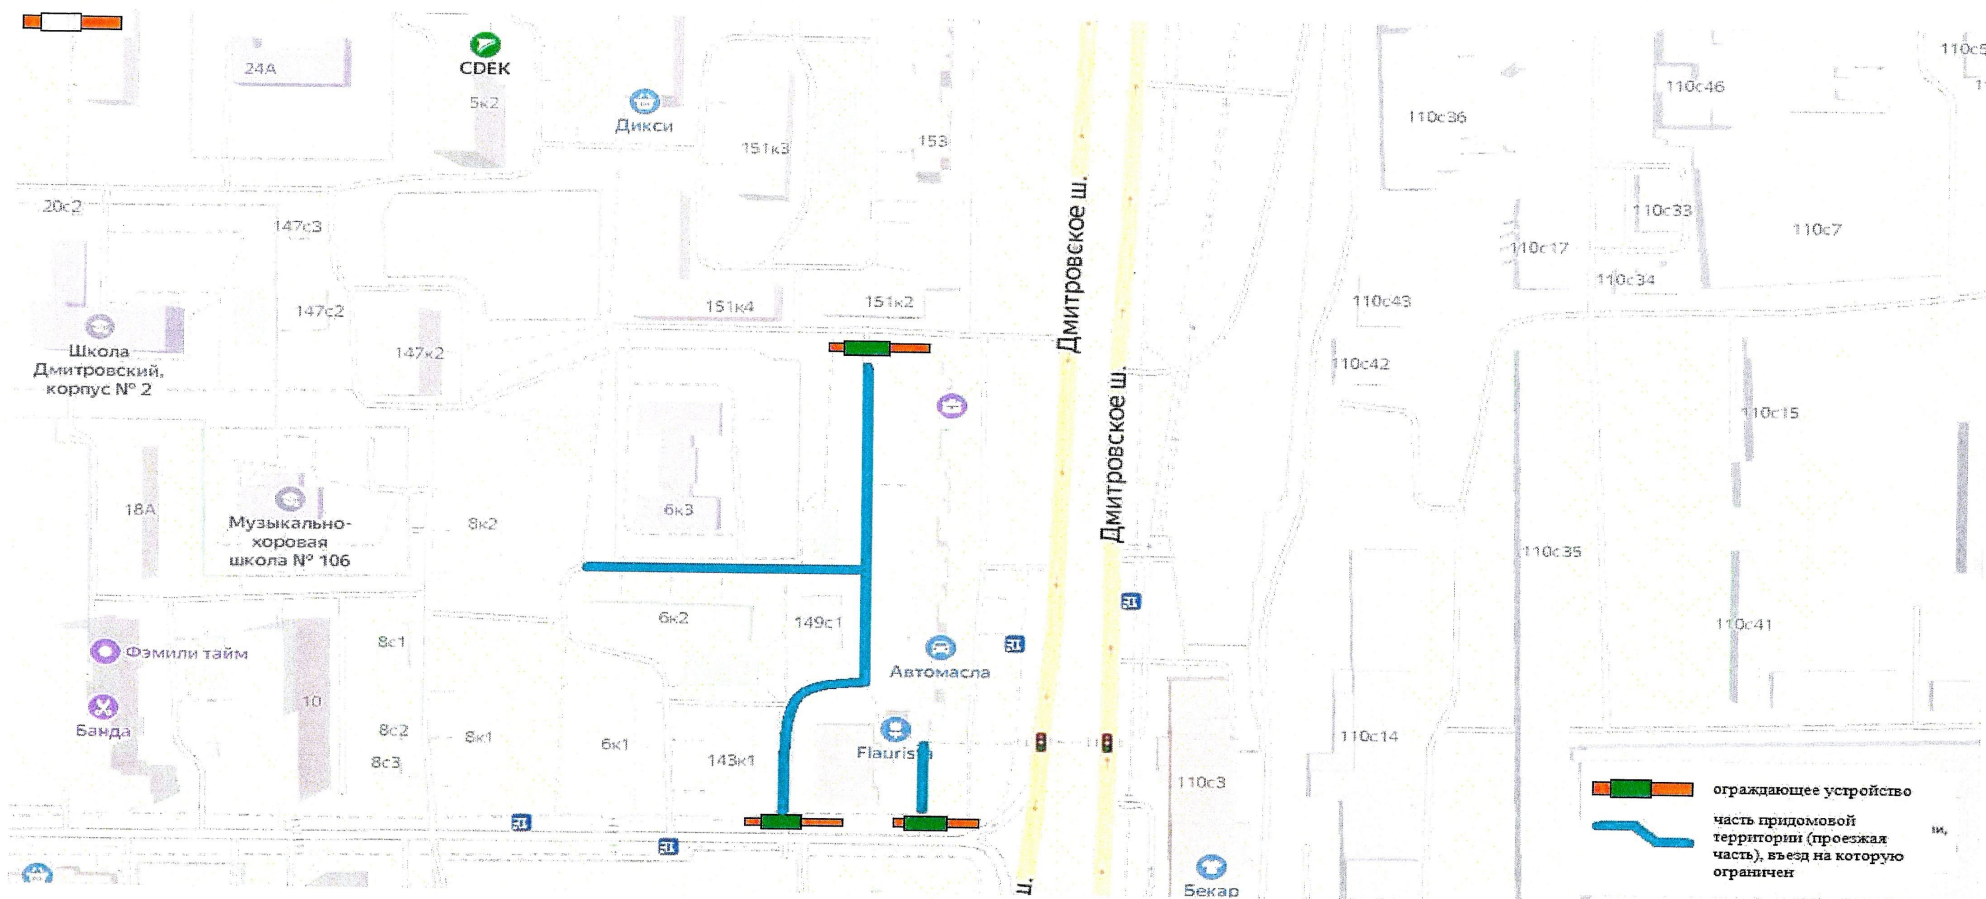 24А
CDEK
5к2
Дикси
151к3
153
110с36
110с46
20с2
147с3
110с33
110с7
110с17
110с34
147с2
151к4
151к2
110с43
Дмитровское ш.
Школа
Дмитровский,
корпус № 2
147к2
110с42
Дмитровское ш.
110с15
18А
Музыкально-
хоровая
школа № 106
8к2
6к3
110с35
6к2
149с1
110с41
8с1
Фэмили тайм
Автомасла
10
Банда
8с2
8к1
6к1
8с3
143к1
Flaurist
110с14
110с3
ограждающее устройство
часть придомовой
территории (проезжая
часть), въезд на которую
ограничен
Бекар
ш.